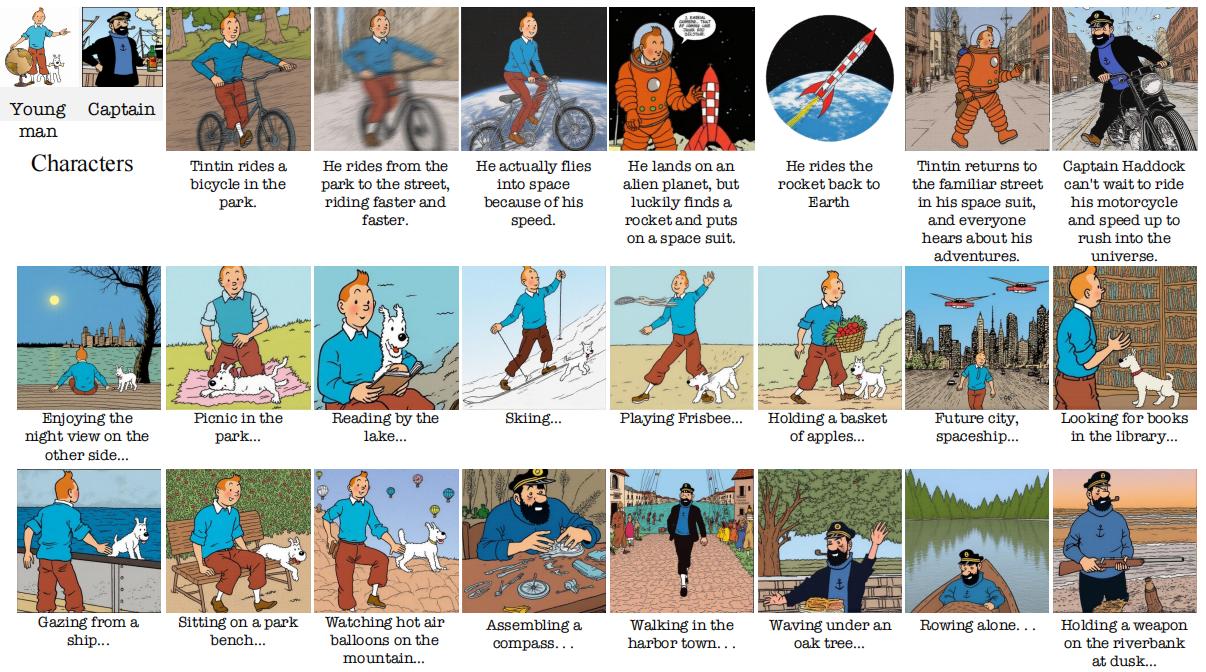 Young man
Captain
Characters
Tintin rides a
bicycle in the
park.
He rides from the
park to the street,
riding faster and
faster.
He actually flies
into space
because of his
speed.
He lands on an
alien planet, but
luckily finds a
rocket and puts
on a space suit.
He rides the
rocket back to
Earth
Tintin returns to
the familiar street
in his space suit,
and everyone
hears about his
adventures.
Captain Haddock
can't wait to ride
his motorcycle
and speed up to
rush into the
universe.
Enjoying the
night view on the
other side...
Picnic in the
park...
Reading by the
lake...
Skiing...
Playing Frisbee...
Holding a basket
of apples...
Future city,
spaceship...
Looking for books
in the library...
Gazing from a
ship...
Sitting on a park
bench...
Watching hot air
balloons on the
mountain...
Assembling a
compass...
Walking in the
harbor town...
Waving under an
oak tree...
Rowing alone...
Holding a weapon
on the riverbank
at dusk...